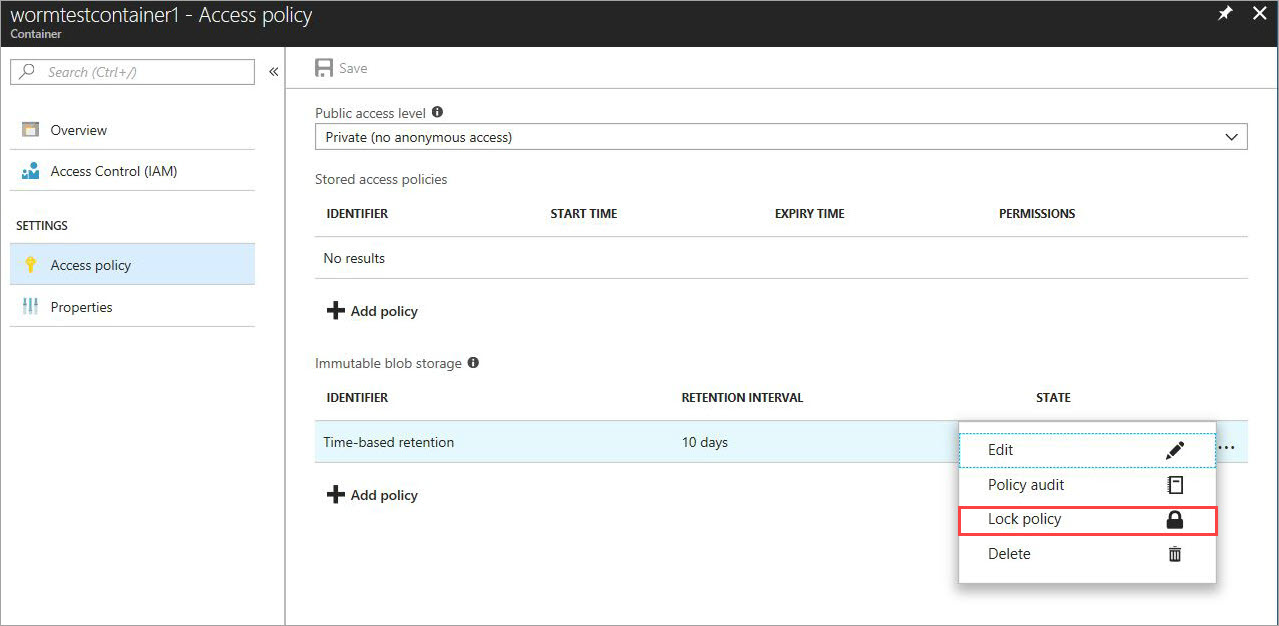 wormtestcontainer1 - Access policy
Container
Search (Ctrl+/)
Overview
Access Control (IAM)
SETTINGS
Access policy
Properties
Save
Public access level
Private (no anonymous access)
Stored access policies
IDENTIFIER START TIME EXPIRY TIME PERMISSIONS
No results
Add policy
Immutable blob storage
IDENTIFIER RETENTION INTERVAL STATE
Time-based retention 10 days
Add policy
Edit
Policy audit
Lock policy
Delete